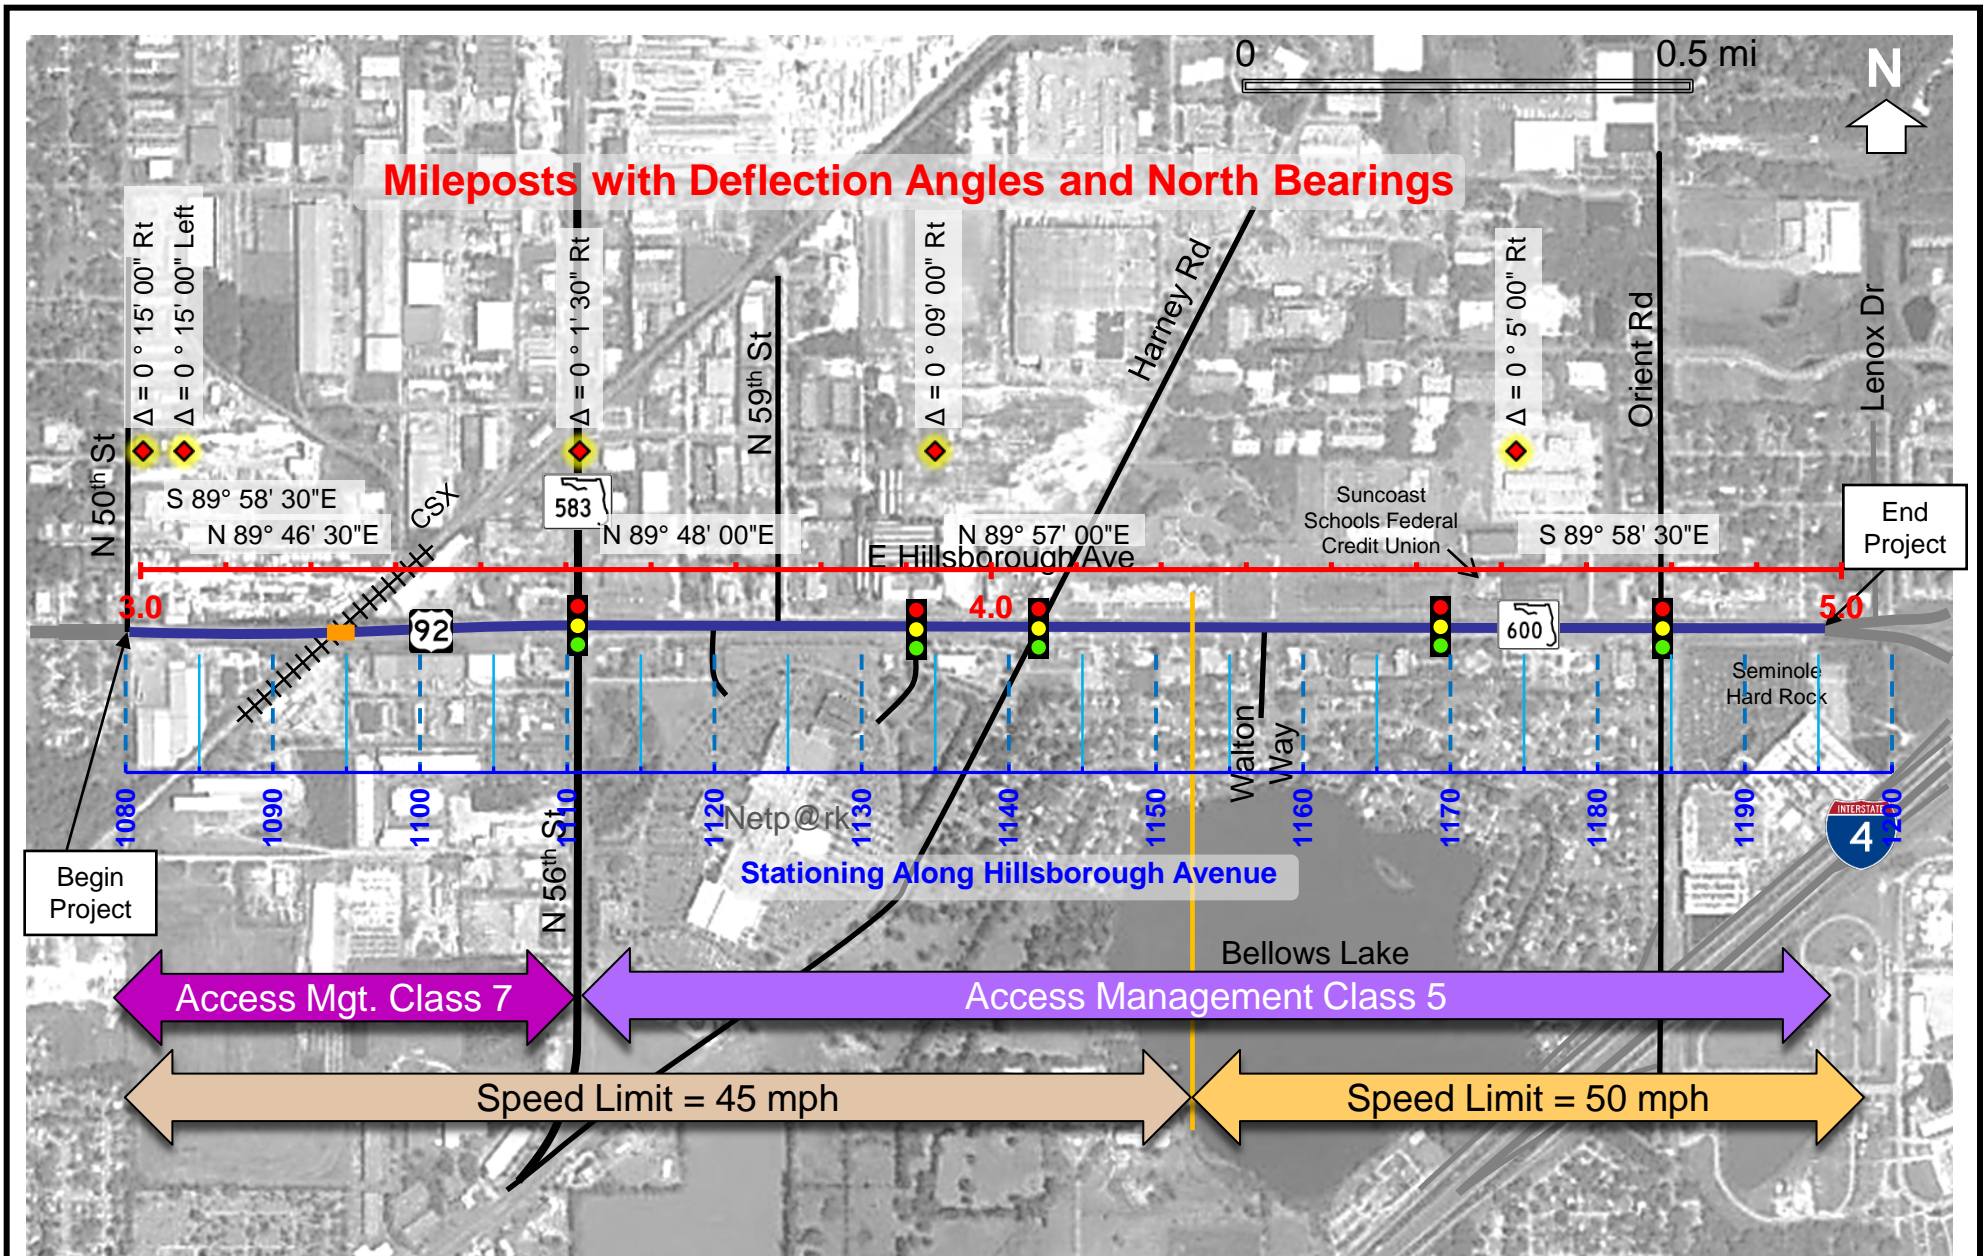 0
0.5 mi
N
Mileposts with Deflection Angles and North Bearings
Δ = 0 ° 15' 00" Rt
Δ = 0 ° 15' 00" Left
Δ = 0 ° 1' 30" Rt
Δ = 0 ° 09' 00" Rt
Δ = 0 ° 5' 00" Rt
N 50th St
N 59th St
Harney Rd
Orient Rd
Lenox Dr
S 89° 58' 30"E
N 89° 46' 30"E
CSX
583
N 89° 48' 00"E
N 89° 57' 00"E
Suncoast
Schools Federal
Credit Union
S 89° 58' 30"E
End
Project
E Hillsborough Ave
3.0
4.0
5.0
92
600
Seminole
Hard Rock
Walton
Way
1080
1090
1100
1110
1120
1130
1140
1150
1160
1170
1180
1190
1200
INTERSTATE
4
Netp@rk
N 56th St
Stationing Along Hillsborough Avenue
Begin
Project
Bellows Lake
Access Mgt. Class 7
Access Management Class 5
Speed Limit = 45 mph
Speed Limit = 50 mph